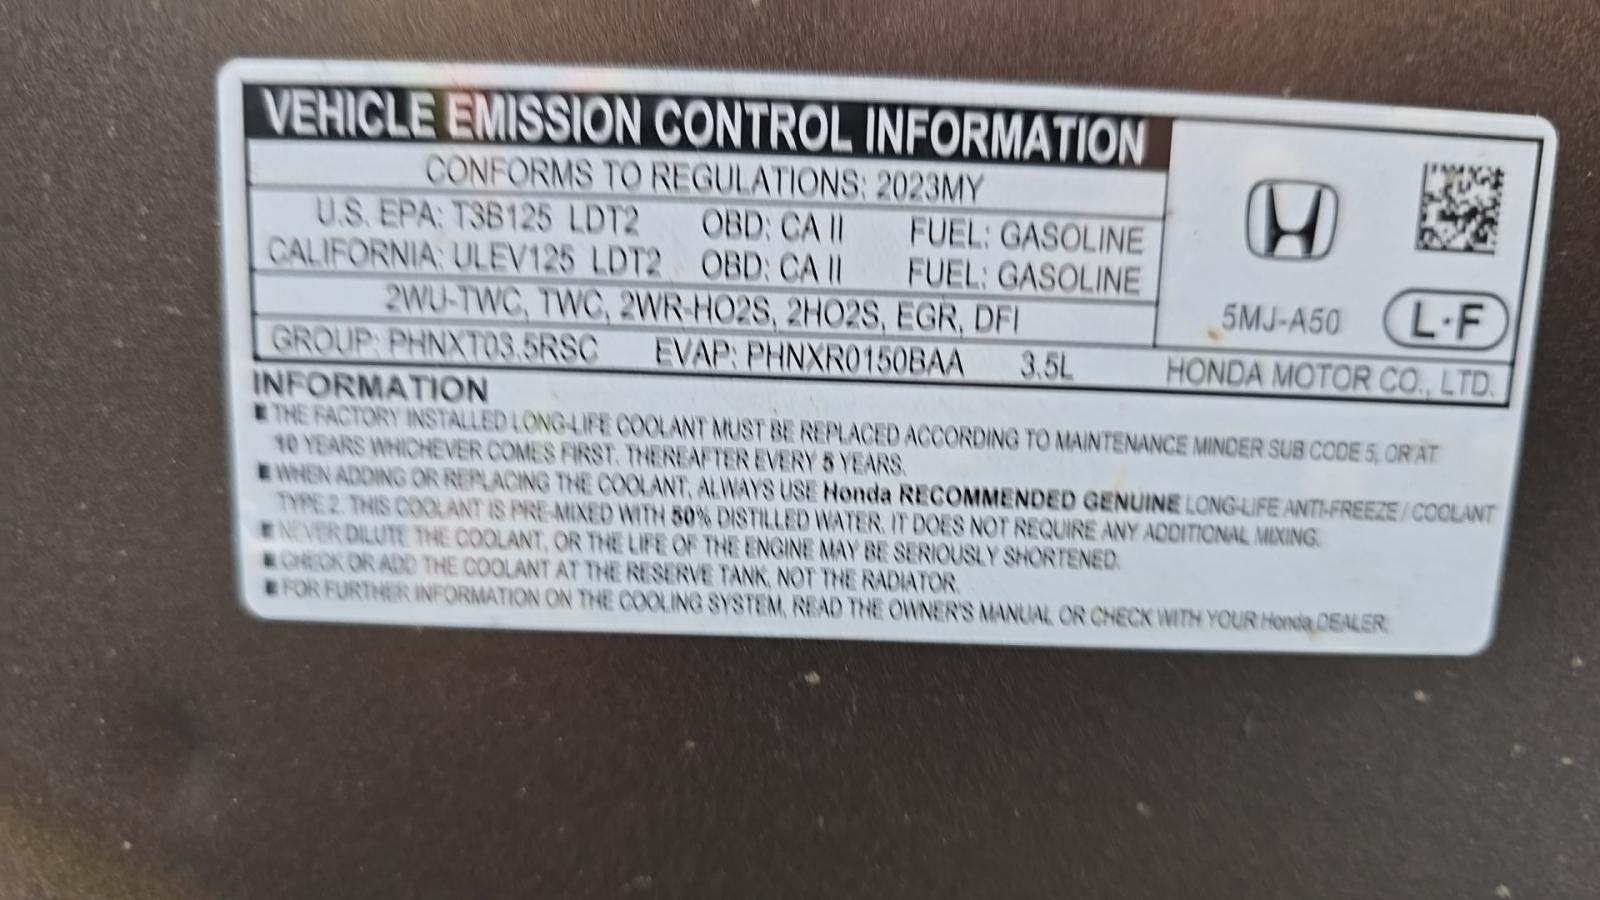 VEHICLE EMISSION CONTROL INFORMATION
CONFORMS TO REGULATIONS: 2023MY
U.S. EPA: T3B125 LDT2 OBD: CA II FUEL: GASOLINE
CALIFORNIA: ULEV125 LDT2 OBD: CA II FUEL: GASOLINE
2WU-TWC, TWC, 2WR-HO2S, 2HO2S, EGR, DFI
5MJ-A50 L·F
GROUP: PHNXT03.5RSC EVAP: PHNXR0150BAA 3.5L HONDA MOTOR CO., LTD.
INFORMATION
■ THE FACTORY INSTALLED LONG-LIFE COOLANT MUST BE REPLACED ACCORDING TO MAINTENANCE MINDER SUB CODE 5, OR AT
10 YEARS WHICHEVER COMES FIRST. THEREAFTER EVERY 5 YEARS.
■ WHEN ADDING OR REPLACING THE COOLANT, ALWAYS USE Honda RECOMMENDED GENUINE LONG-LIFE ANTI-FREEZE / COOLANT
TYPE 2. THIS COOLANT IS PRE-MIXED WITH 50% DISTILLED WATER. IT DOES NOT REQUIRE ANY ADDITIONAL MIXING.
■ NEVER DILUTE THE COOLANT, OR THE LIFE OF THE ENGINE MAY BE SERIOUSLY SHORTENED.
■ CHECK OR ADD THE COOLANT AT THE RESERVE TANK, NOT THE RADIATOR.
■ FOR FURTHER INFORMATION ON THE COOLING SYSTEM, READ THE OWNER'S MANUAL OR CHECK WITH YOUR Honda DEALER.